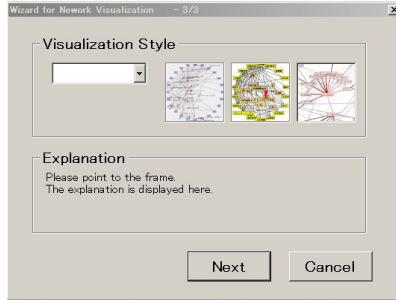 Wizard for Nework Visualization - 3/3
Visualization Style
Explanation
Please point to the frame.
The explanation is displayed here.
Next
Cancel